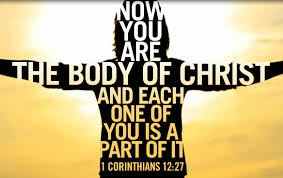 NOW
YOU
ARE
THE BODY OF CHRIST
AND EACH
ONE OF
YOU IS A
PART OF IT
1 CORINTHIANS 12:27